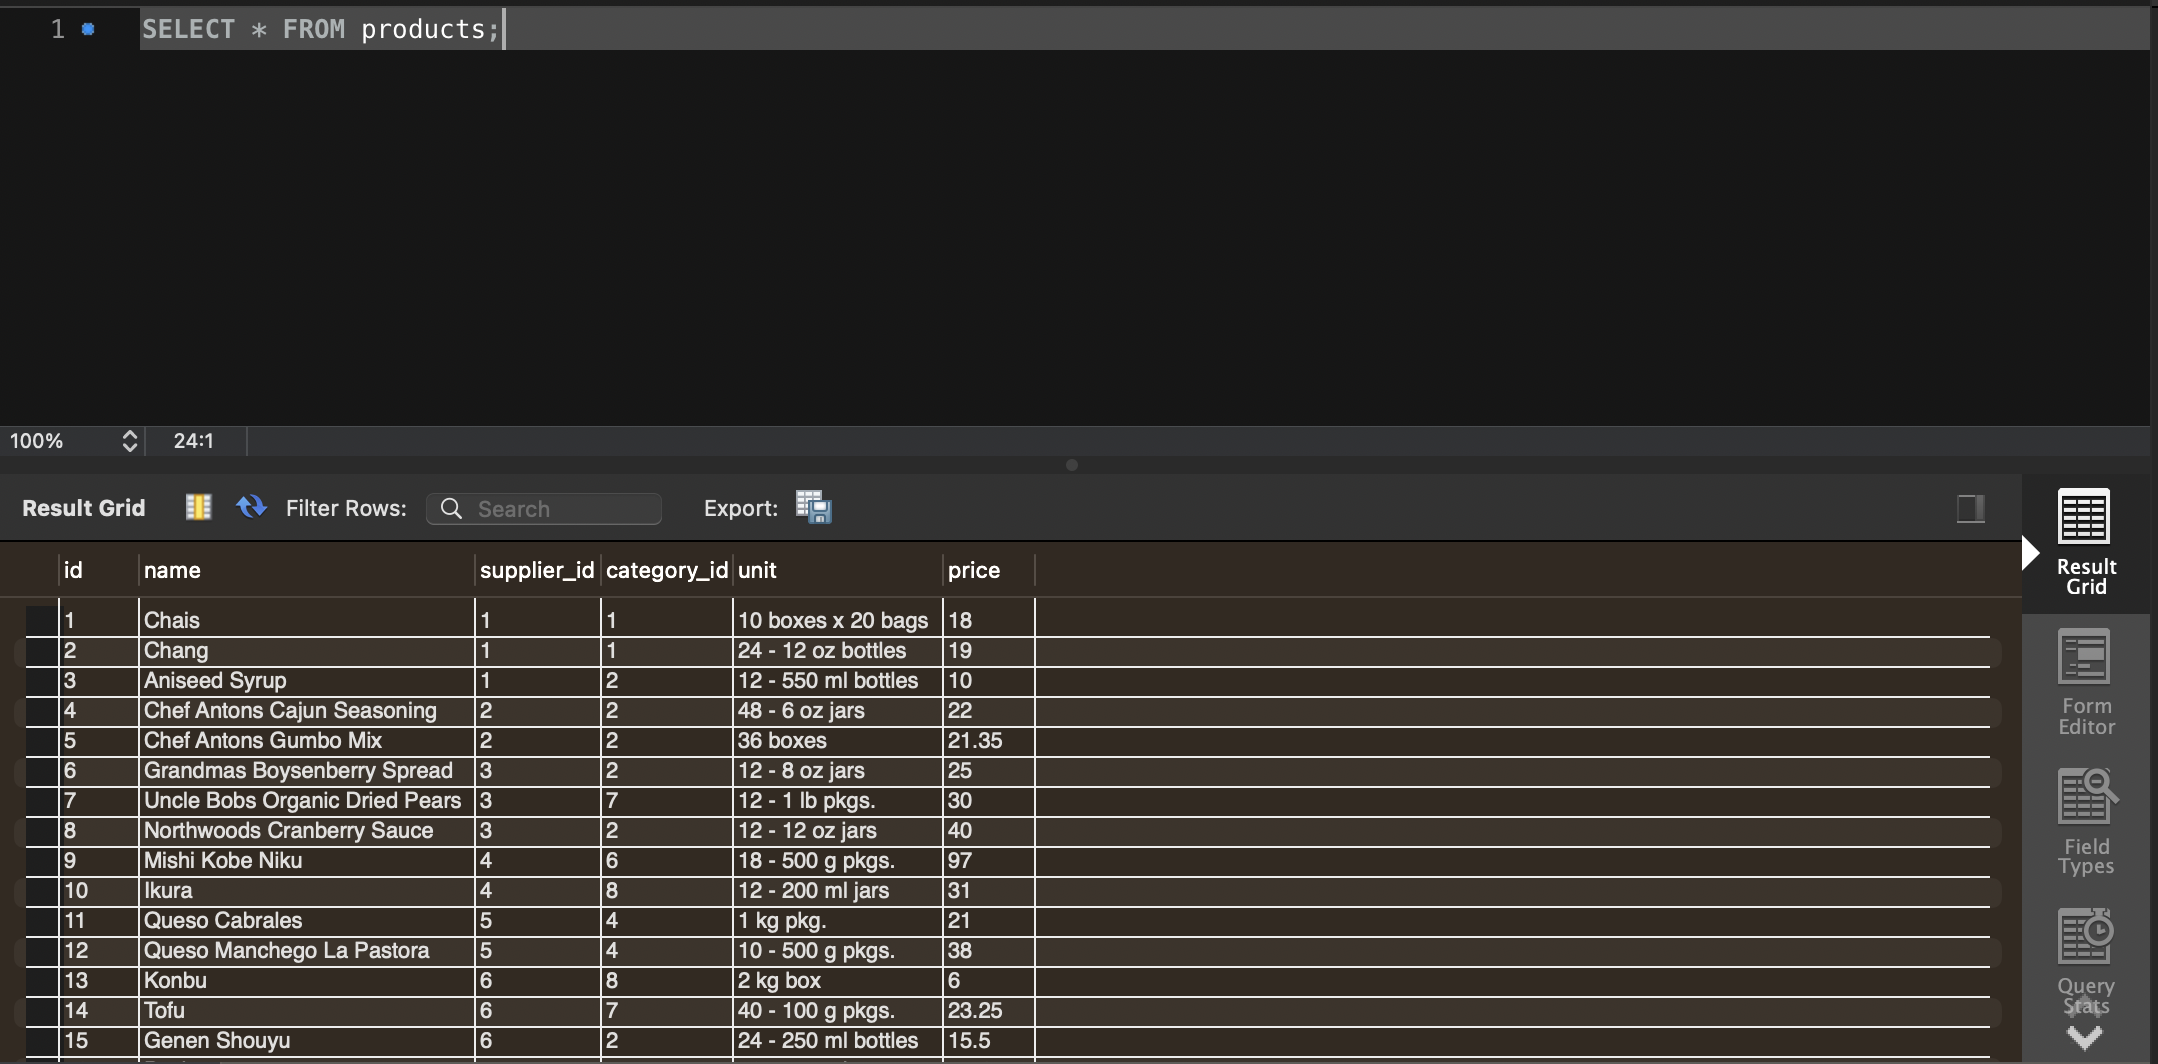 1 SELECT * FROM products;
100% 24:1
Result Grid Filter Rows: Search Export:
id name supplier_id category_id unit price
1 Chais 1 1 10 boxes x 20 bags 18
2 Chang 1 1 24 - 12 oz bottles 19
3 Aniseed Syrup 1 2 12 - 550 ml bottles 10
4 Chef Antons Cajun Seasoning 2 2 48 - 6 oz jars 22
5 Chef Antons Gumbo Mix 2 2 36 boxes 21.35
6 Grandmas Boysenberry Spread 3 2 12 - 8 oz jars 25
7 Uncle Bobs Organic Dried Pears 3 7 12 - 1 lb pkgs. 30
8 Northwoods Cranberry Sauce 3 2 12 - 12 oz jars 40
9 Mishi Kobe Niku 4 6 18 - 500 g pkgs. 97
10 Ikura 4 8 12 - 200 ml jars 31
11 Queso Cabrales 5 4 1 kg pkg. 21
12 Queso Manchego La Pastora 5 4 10 - 500 g pkgs. 38
13 Konbu 6 8 2 kg box 6
14 Tofu 6 7 40 - 100 g pkgs. 23.25
15 Genen Shouyu 6 2 24 - 250 ml bottles 15.5
Result
Grid
Form
Editor
Field
Types
Query
Stats